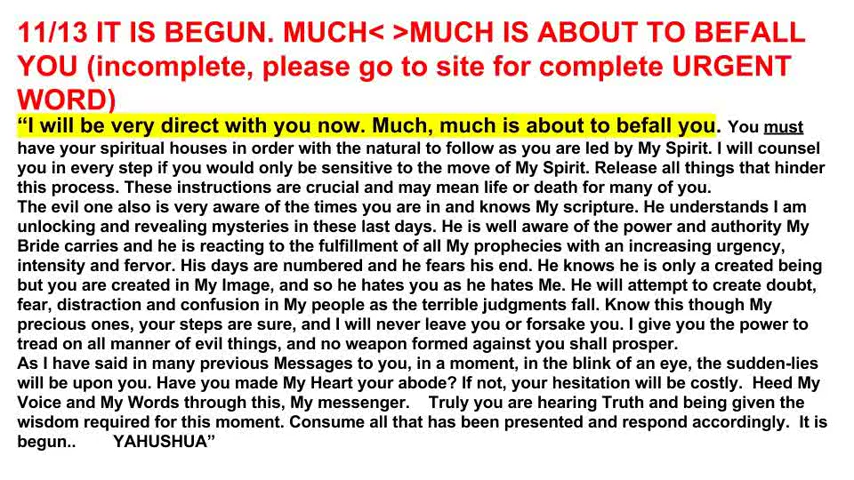 11/13 IT IS BEGUN. MUCH< >MUCH IS ABOUT TO BEFALL
YOU (incomplete, please go to site for complete URGENT
WORD)
“I will be very direct with you now. Much, much is about to befall you. You must
have your spiritual houses in order with the natural to follow as you are led by My Spirit. I will counsel
you in every step if you would only be sensitive to the move of My Spirit. Release all things that hinder
this process. These instructions are crucial and may mean life or death for many of you.
The evil one also is very aware of the times you are in and knows My scripture. He understands I am
unlocking and revealing mysteries in these last days. He is well aware of the power and authority My
Bride carries and he is reacting to the fulfillment of all My prophecies with an increasing urgency,
intensity and fervor. His days are numbered and he fears his end. He knows he is only a created being
but you are created in My Image, and so he hates you as he hates Me. He will attempt to create doubt,
fear, distraction and confusion in My people as the terrible judgments fall. Know this though My
precious ones, your steps are sure, and I will never leave you or forsake you. I give you the power to
tread on all manner of evil things, and no weapon formed against you shall prosper.
As I have said in many previous Messages to you, in a moment, in the blink of an eye, the sudden-lies
will be upon you. Have you made My Heart your abode? If not, your hesitation will be costly. Heed My
Voice and My Words through this, My messenger. Truly you are hearing Truth and being given the
wisdom required for this moment. Consume all that has been presented and respond accordingly. It is
begun.. YAHUSHUA”